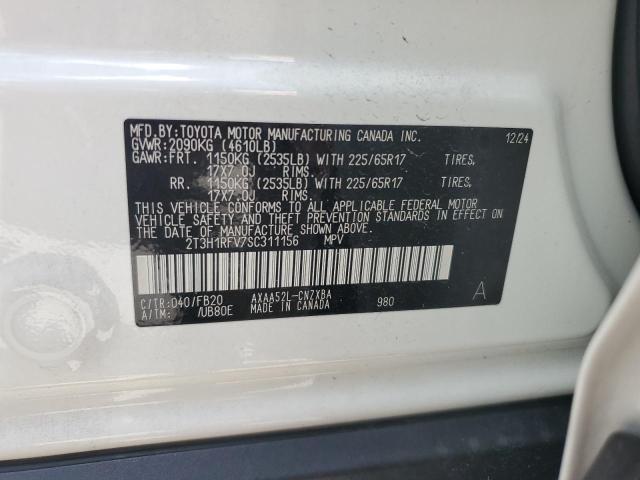 MFD.BY:TOYOTA MOTOR MANUFACTURING CANADA INC. 12/24
GVWR:2090KG (4610LB)
GAWR:FRT. 1150KG (2535LB) WITH 225/65R17 TIRES,
17X7.0J RIMS.
RR. 1150KG (2535LB) WITH 225/65R17 TIRES,
17X7.0J RIMS.
THIS VEHICLE CONFORMS TO ALL APPLICABLE FEDERAL MOTOR
VEHICLE SAFETY AND THEFT PREVENTION STANDARDS IN EFFECT ON
THE DATE OF MANUFACTURE SHOWN ABOVE.
2T3H1RFV7SC311156 MPV
C/TR:040/FB20 AXAA52L-CNZXBA 980 A
A/TM: /UB80E MADE IN CANADA